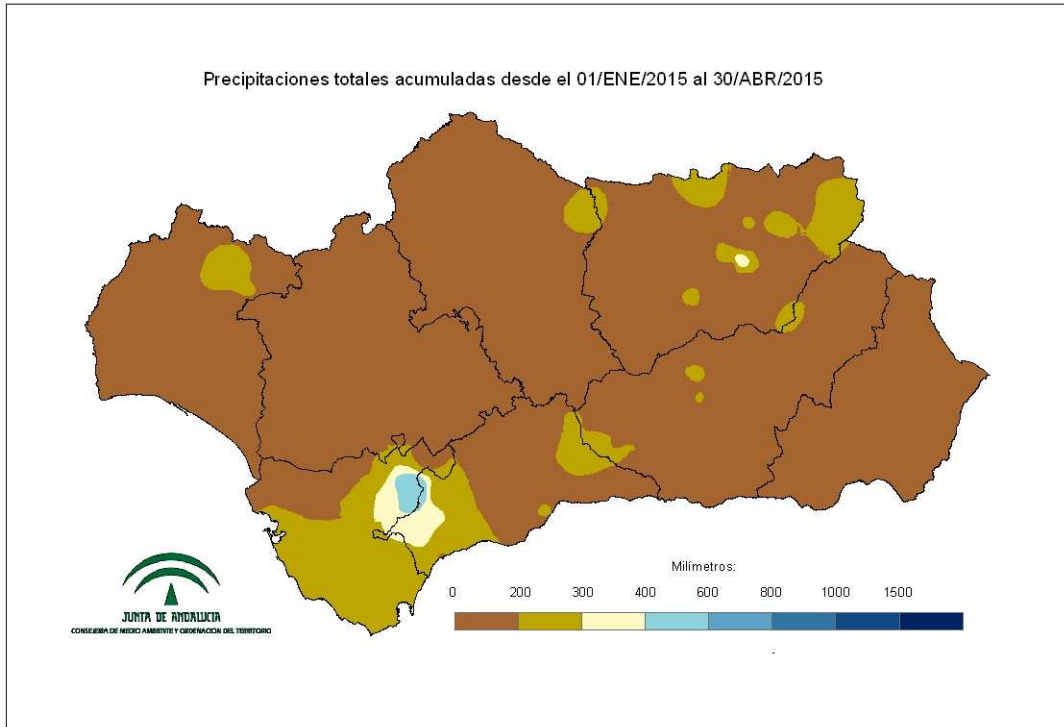 Precipitaciones totales acumuladas desde el 01/ENE/2015 al 30/ABR/2015
Milímetros:
0 200 300 400 600 800 1000 1500
JUNTA DE ANDALUCIA
CONSEJERÍA DE MEDIO AMBIENTE Y ORDENACIÓN DEL TERRITORIO